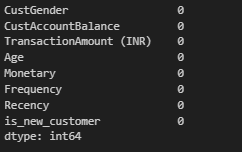 CustGender 0
CustAccountBalance 0
TransactionAmount (INR) 0
Age 0
Monetary 0
Frequency 0
Recency 0
is_new_customer 0
dtype: int64